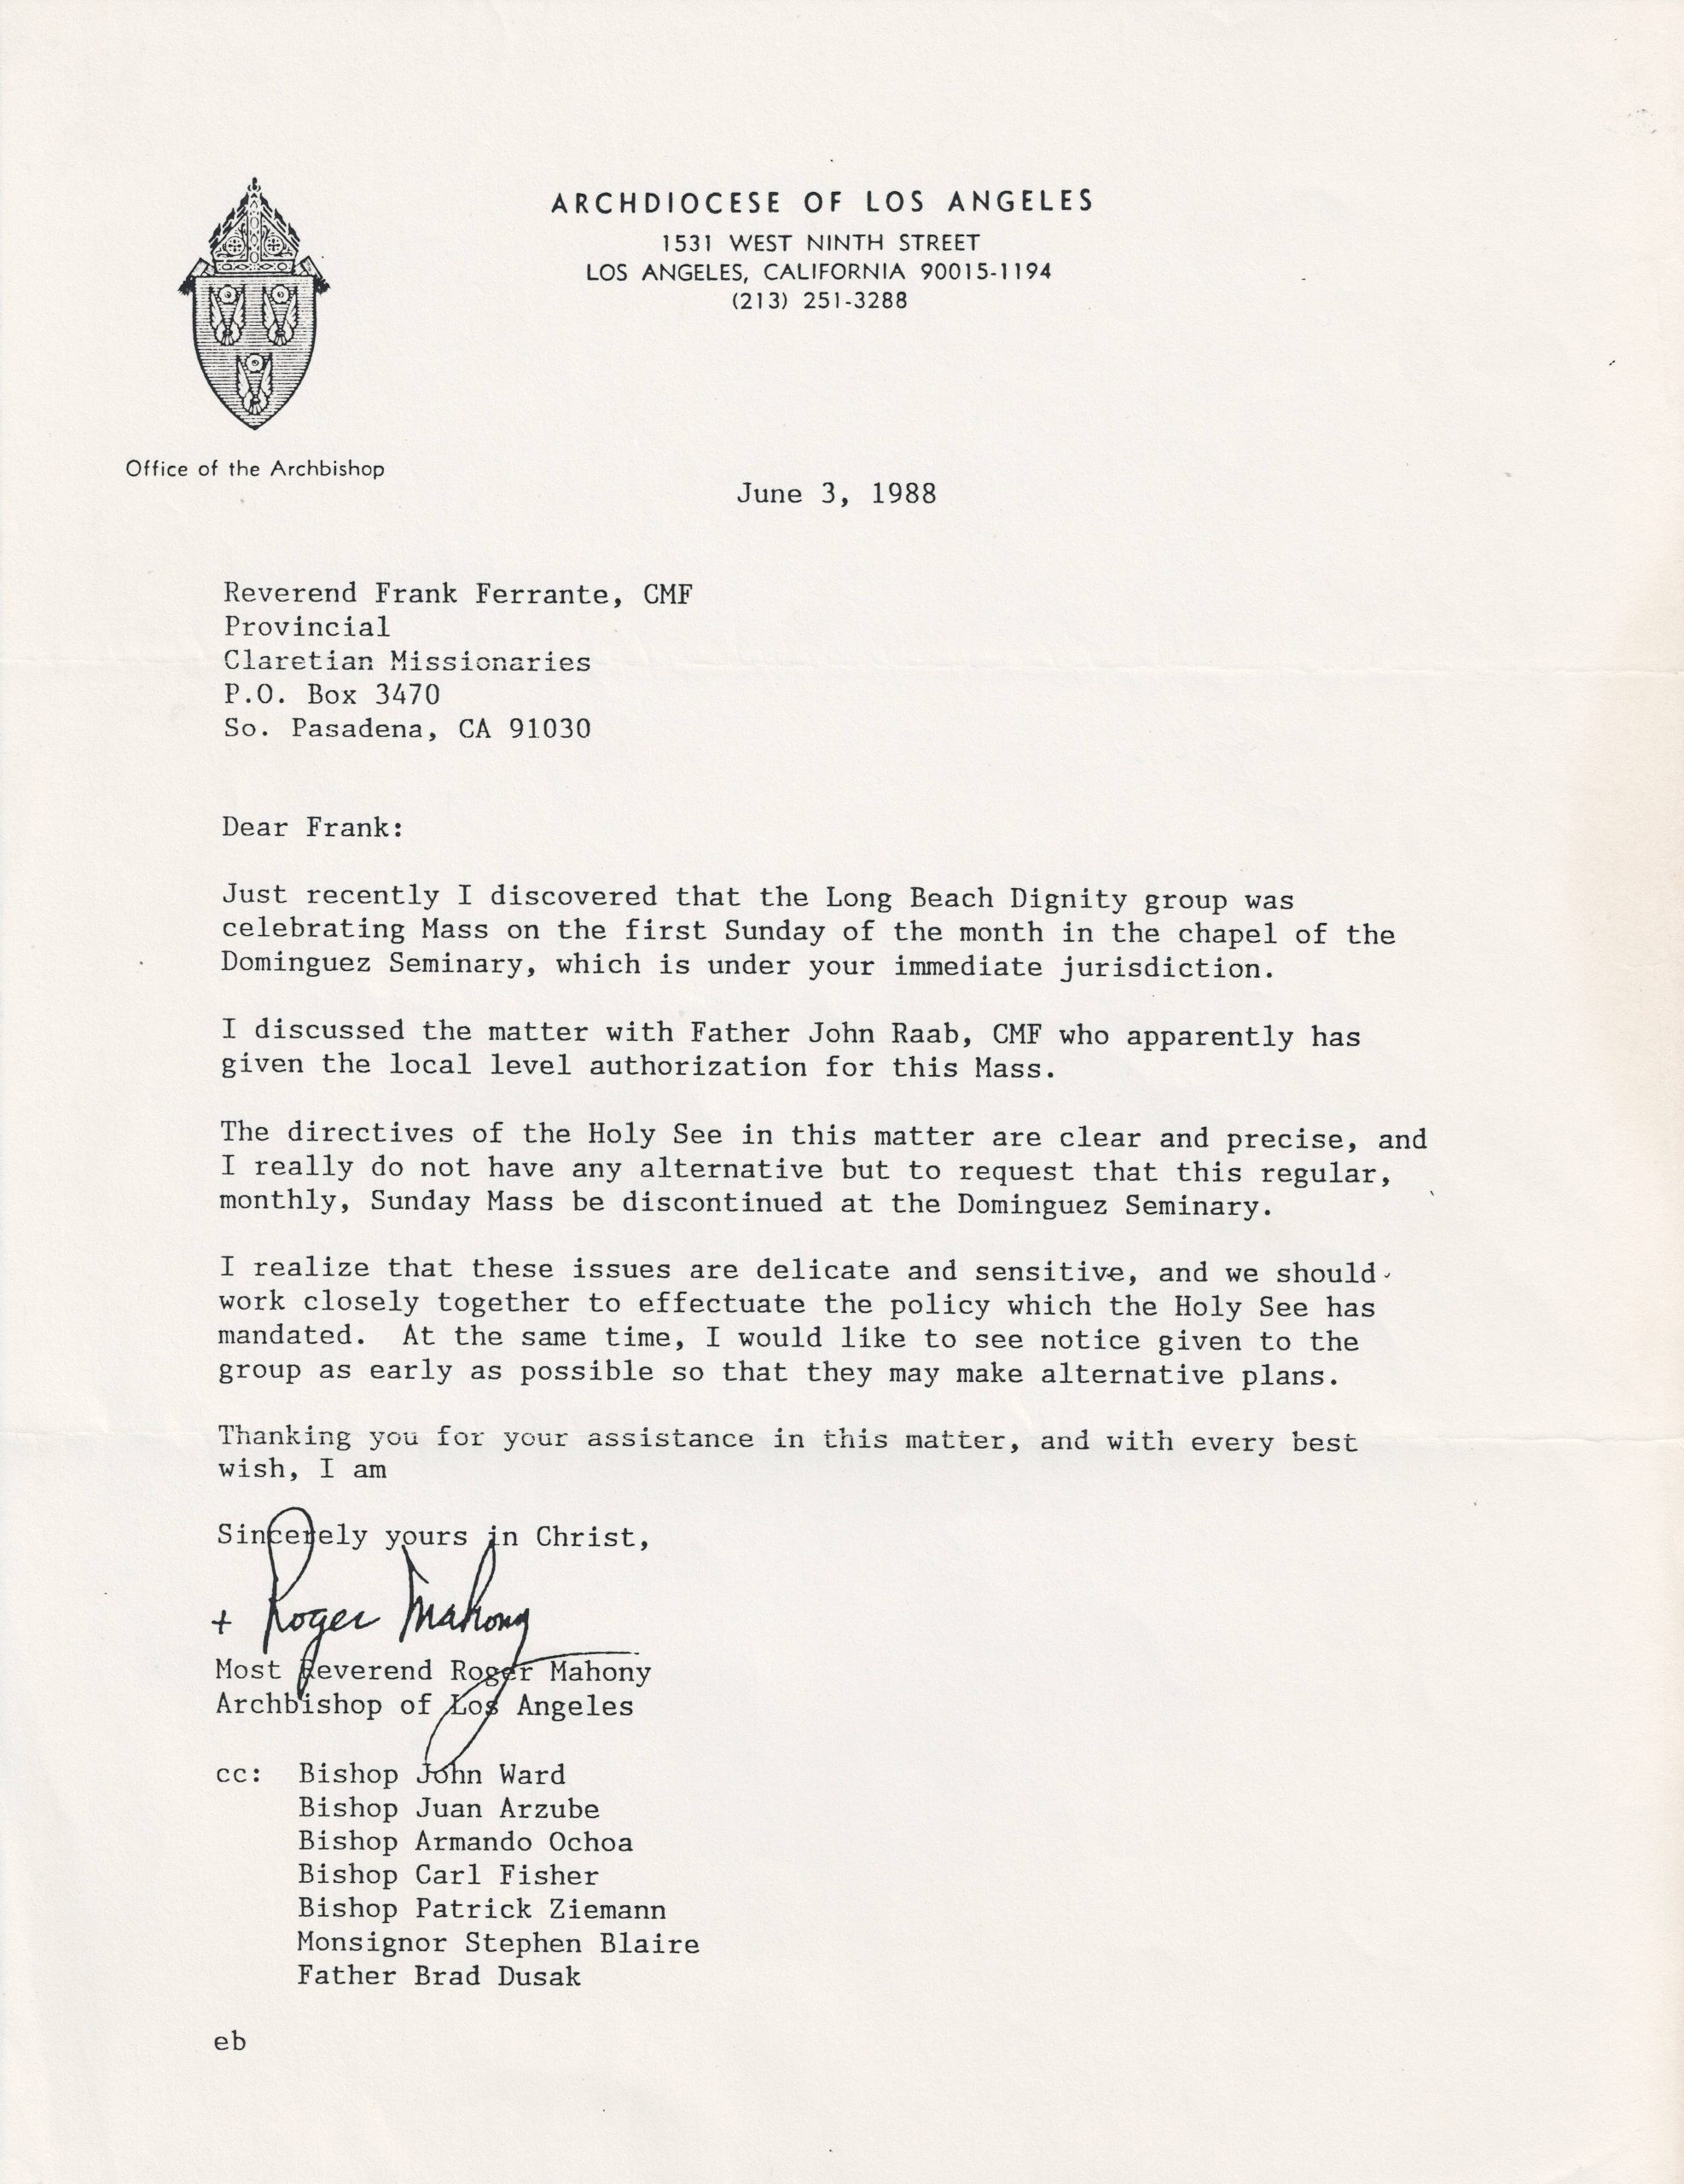 ARCHDIOCESE OF LOS ANGELES
1531 WEST NINTH STREET
LOS ANGELES, CALIFORNIA 90015-1194
(213) 251-3288
Office of the Archbishop
June 3, 1988
Reverend Frank Ferrante, CMF
Provincial
Claretian Missionaries
P.O. Box 3470
So. Pasadena, CA 91030
Dear Frank:
Just recently I discovered that the Long Beach Dignity group was
celebrating Mass on the first Sunday of the month in the chapel of the
Dominguez Seminary, which is under your immediate jurisdiction.
I discussed the matter with Father John Raab, CMF who apparently has
given the local level authorization for this Mass.
The directives of the Holy See in this matter are clear and precise, and
I really do not have any alternative but to request that this regular,
monthly, Sunday Mass be discontinued at the Dominguez Seminary.
I realize that these issues are delicate and sensitive, and we should
work closely together to effectuate the policy which the Holy See has
mandated.  At the same time, I would like to see notice given to the
group as early as possible so that they may make alternative plans.
Thanking you for your assistance in this matter, and with every best
wish, I am
Sincerely yours in Christ,
+ Roger Mahony
Most Reverend Roger Mahony
Archbishop of Los Angeles
cc:  Bishop John Ward
Bishop Juan Arzube
Bishop Armando Ochoa
Bishop Carl Fisher
Bishop Patrick Ziemann
Monsignor Stephen Blaire
Father Brad Dusak
eb